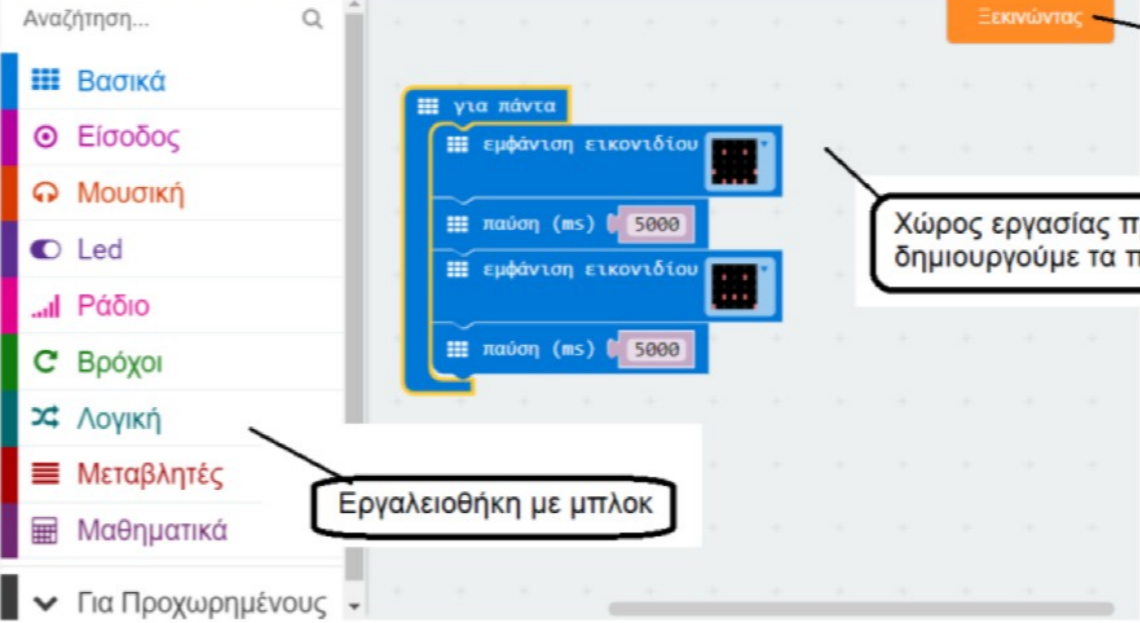 Αναζήτηση...
Βασικά
Είσοδος
Μουσική
Led
Ράδιο
Βρόχοι
Λογική
Μεταβλητές
Μαθηματικά
Για Προχωρημένους
Ξεκινώντας
για πάντα
εμφάνιση εικονιδίου
παύση (ms) 5000
εμφάνιση εικονιδίου
παύση (ms) 5000
Χώρος εργασίας
δημιουργούμε τα
Εργαλειοθήκη με μπλοκ